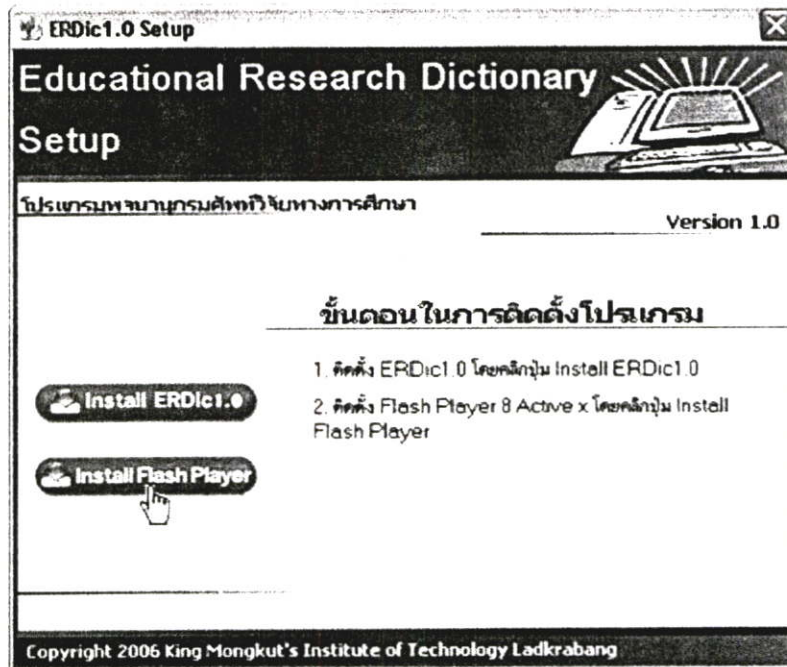 ERDic1.0 Setup
Educational Research Dictionary
Setup
โปรแกรมพจนานุกรมศัพท์วิจัยทางการศึกษา
Version 1.0
ขั้นตอนในการติดตั้งโปรแกรม
1. ติดตั้ง ERDic1.0 โดยคลิกปุ่ม Install ERDic1.0
2. ติดตั้ง Flash Player 8 Active x โดยคลิกปุ่ม Install
Flash Player
Install ERDic1.0
Install Flash Player
Copyright 2006 King Mongkut's Institute of Technology Ladkrabang